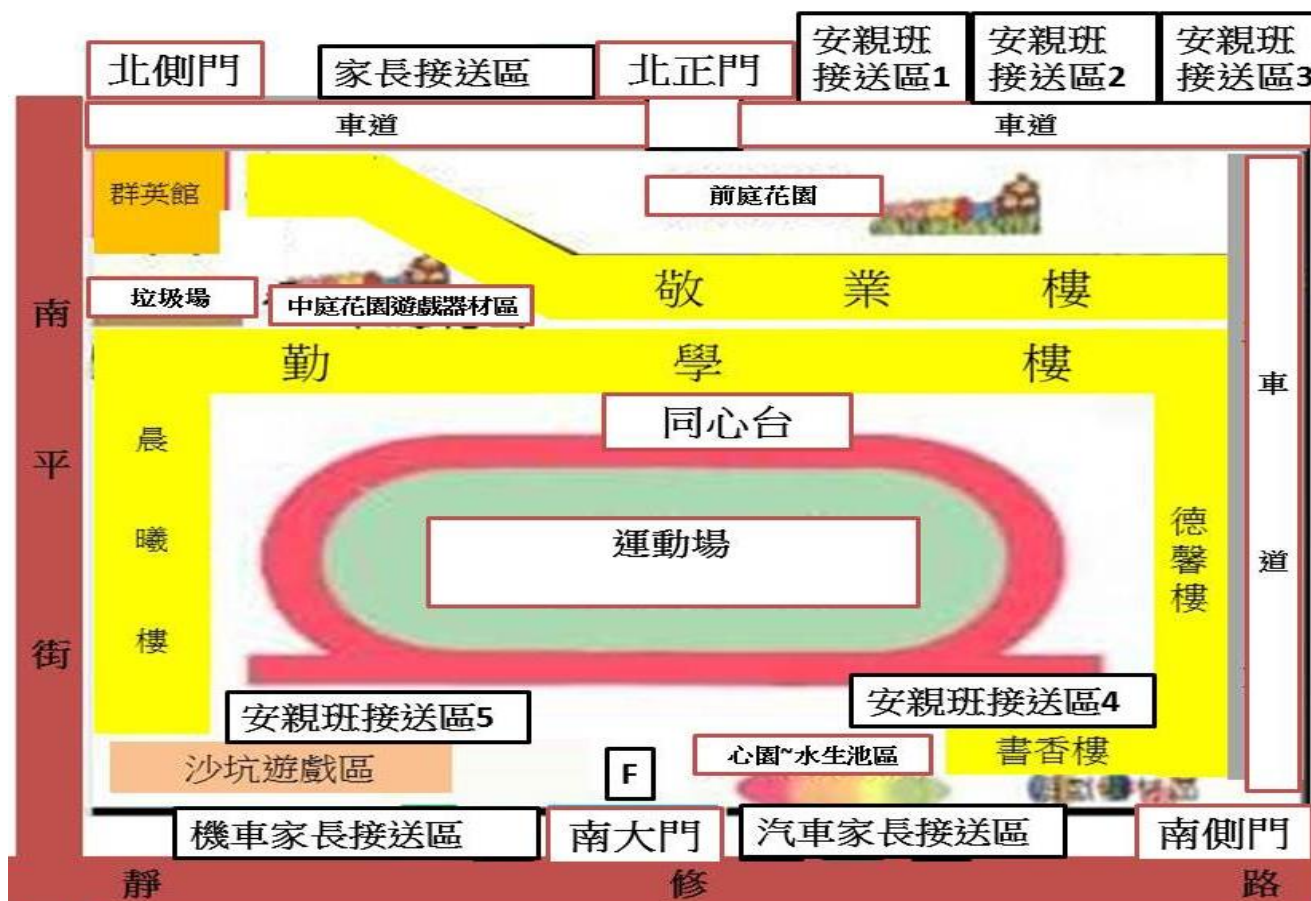 北側門
家長接送區
北正門
安親班
接送區1
安親班
接送區2
安親班
接送區3
車道
車道
群英館
前庭花園
垃圾場
中庭花園遊戲器材區
敬業樓
勤學樓
南平街
晨曦樓
同心台
運動場
德馨樓
車道
安親班接送區5
安親班接送區4
沙坑遊戲區
F
心園~水生池區
書香樓
機車家長接送區
南大門
汽車家長接送區
南側門
靜修路